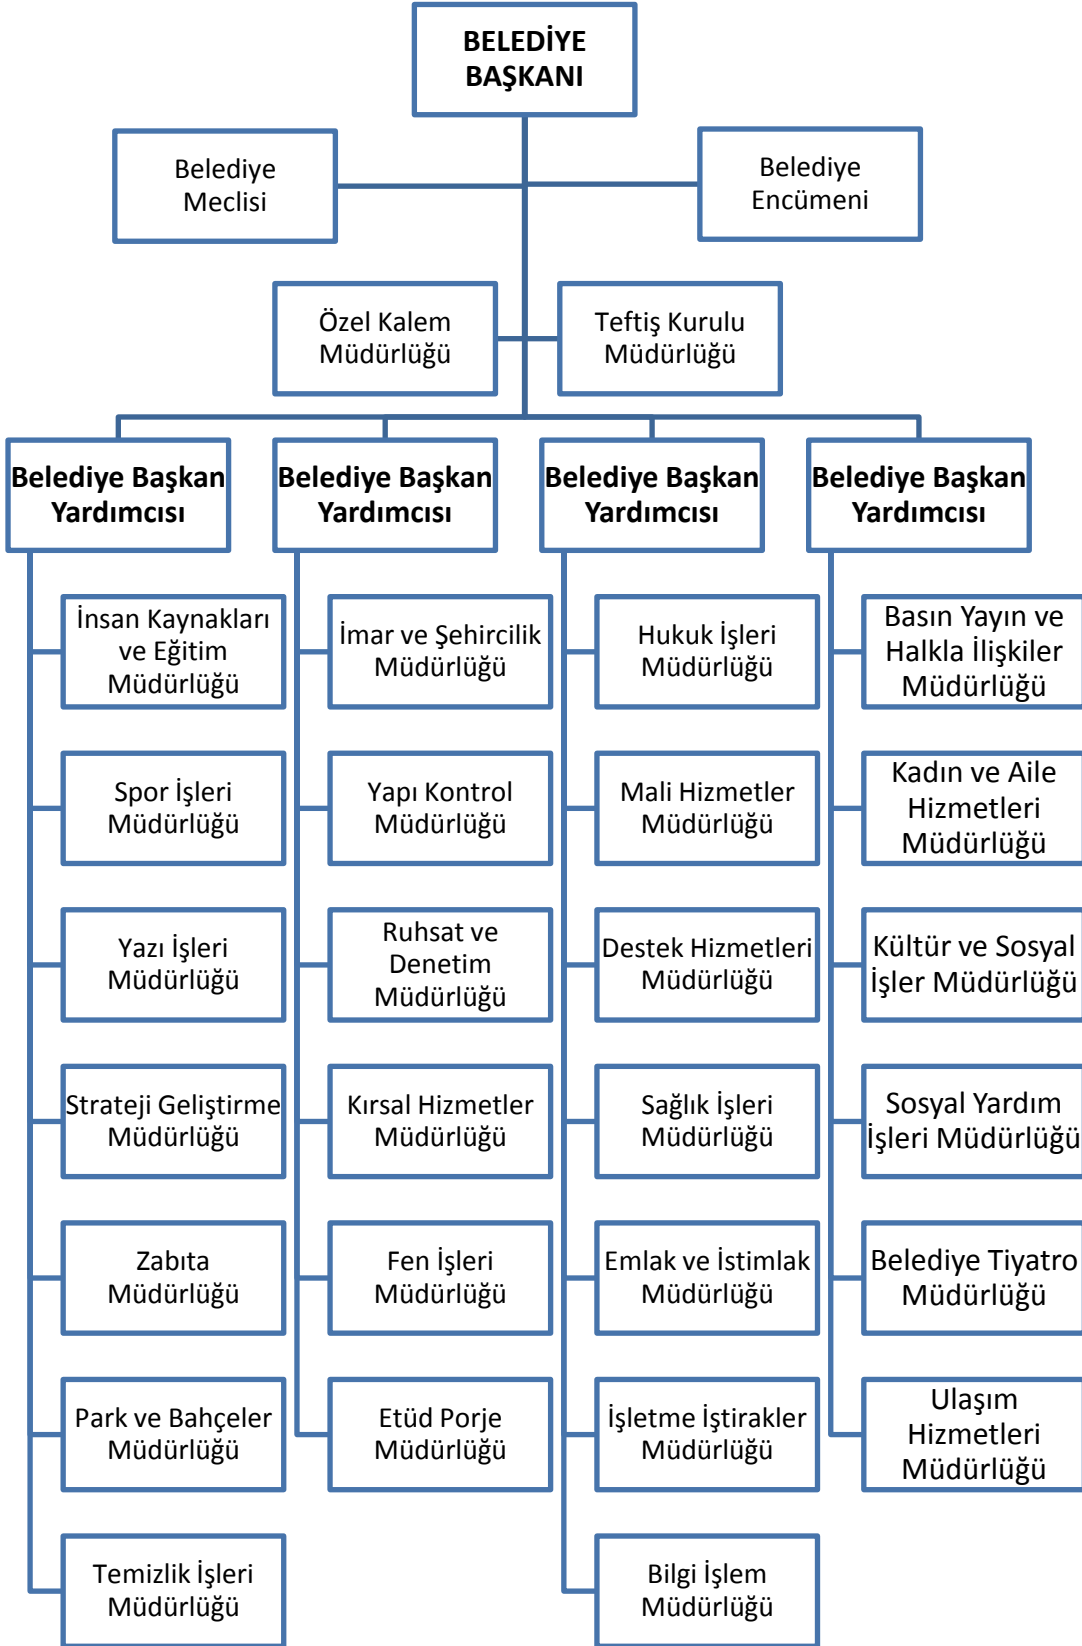 BELEDİYE
BAŞKANI
Belediye
Meclisi
Belediye
Encümeni
Özel Kalem
Müdürlüğü
Teftiş Kurulu
Müdürlüğü
Belediye Başkan
Yardımcısı
Belediye Başkan
Yardımcısı
Belediye Başkan
Yardımcısı
Belediye Başkan
Yardımcısı
İnsan Kaynakları
ve Eğitim
Müdürlüğü
İmar ve Şehircilik
Müdürlüğü
Hukuk İşleri
Müdürlüğü
Basın Yayın ve
Halkla İlişkiler
Müdürlüğü
Spor İşleri
Müdürlüğü
Yapı Kontrol
Müdürlüğü
Mali Hizmetler
Müdürlüğü
Kadın ve Aile
Hizmetleri
Müdürlüğü
Yazı İşleri
Müdürlüğü
Ruhsat ve
Denetim
Müdürlüğü
Destek Hizmetleri
Müdürlüğü
Kültür ve Sosyal
İşler Müdürlüğü
Strateji Geliştirme
Müdürlüğü
Kırsal Hizmetler
Müdürlüğü
Sağlık İşleri
Müdürlüğü
Sosyal Yardım
İşleri Müdürlüğü
Zabıta
Müdürlüğü
Fen İşleri
Müdürlüğü
Emlak ve İstimlak
Müdürlüğü
Belediye Tiyatro
Müdürlüğü
Park ve Bahçeler
Müdürlüğü
Etüd Porje
Müdürlüğü
İşletme İştirakler
Müdürlüğü
Ulaşım
Hizmetleri
Müdürlüğü
Temizlik İşleri
Müdürlüğü
Bilgi İşlem
Müdürlüğü